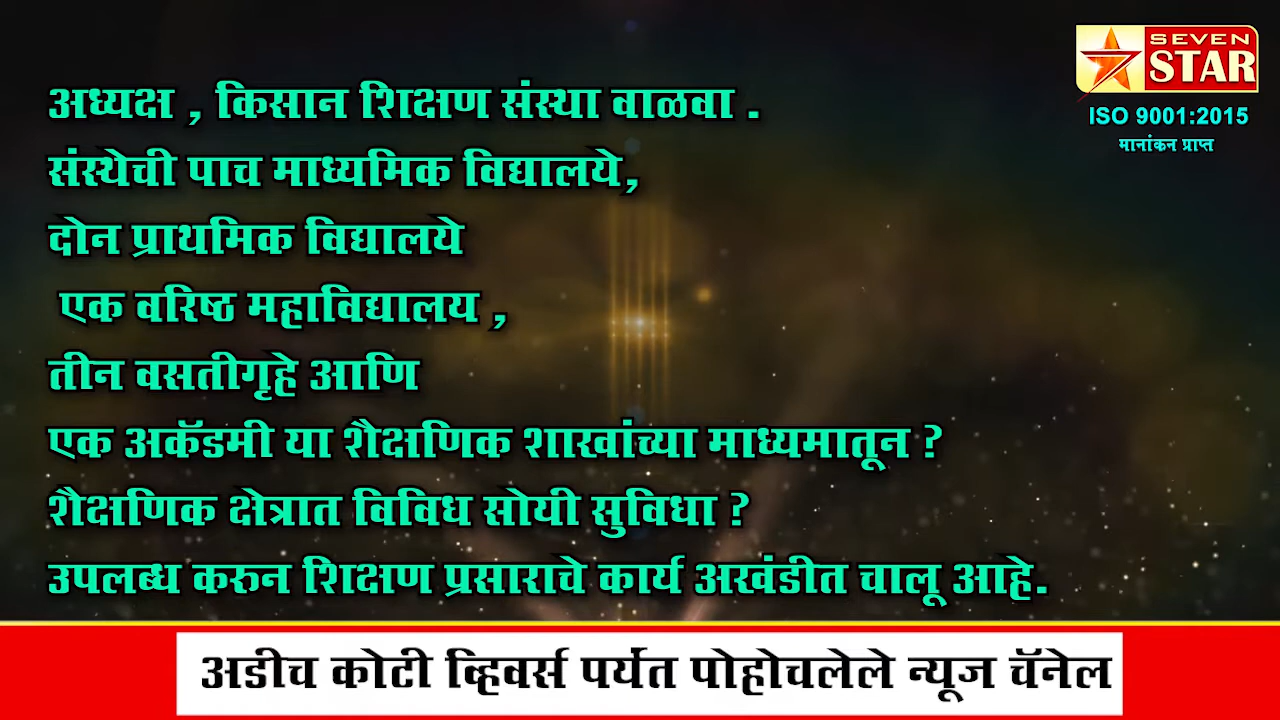 SEVEN
STAR
ISO 9001:2015
मानांकन प्राप्त
अध्यक्ष , किसान शिक्षण संस्था वाळवा .
संस्थेची पाच माध्यमिक विद्यालये,
दोन प्राथमिक विद्यालये
एक वरिष्ठ महाविद्यालय ,
तीन वसतीगृहे आणि
एक अकॅडमी या शैक्षणिक शाखांच्या माध्यमातून ?
शैक्षणिक क्षेत्रात विविध सोयी सुविधा ?
उपलब्ध करून शिक्षण प्रसाराचे कार्य अखंडीत चालू आहे.
अडीच कोटी व्हिवर्स पर्यंत पोहोचलेले न्यूज चॅनेल